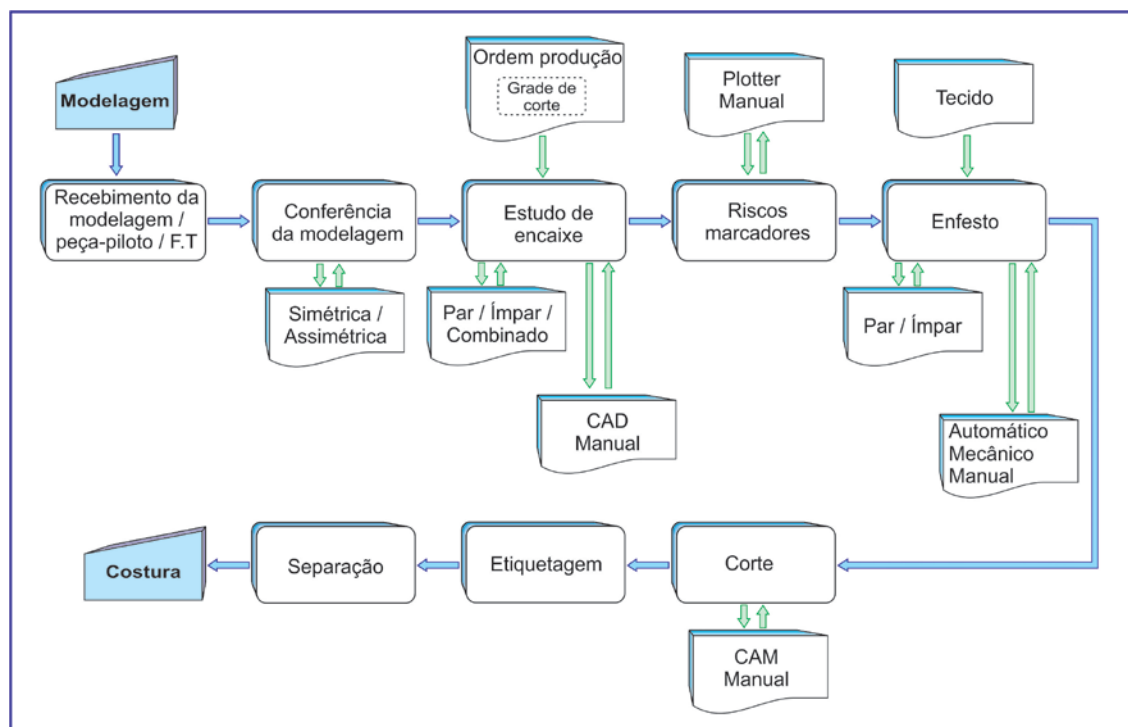 Modelagem
Ordem produção
Grade de
corte
Plotter
Manual
Tecido
Recebimento da
modelagem /
peça-piloto / F.T
Conferência
da modelagem
Estudo de
encaixe
Riscos
marcadores
Enfesto
Simétrica /
Assimétrica
Par / Ímpar /
Combinado
Par / Ímpar
CAD
Manual
Automático
Mecânico
Manual
Costura
Separação
Etiquetagem
Corte
CAM
Manual